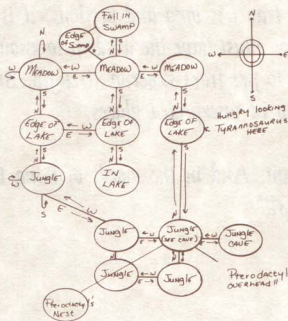 FALL IN
SWAMP
EDGE
OF SWAMP
N
W
E
S
MEADOW
MEADOW
MEADOW
N
W
W
E
W
E
N
S
N
S
N
S
EDGE OF
LAKE
EDGE OF
LAKE
EDGE OF
LAKE
W
E
HUNGRY LOOKING
TYRANNOSAURUS
HERE
N
S
N
S
JUNGLE
IN
LAKE
W
N
S
W
S
E
JUNGLE
JUNGLE
(SEE CAVE)
JUNGLE
CAVE
W
E
W
E
N
S
JUNGLE
JUNGLE
W
E
PTERODACTYL
OVERHEAD!!
PTERODACTYL'S
NEST